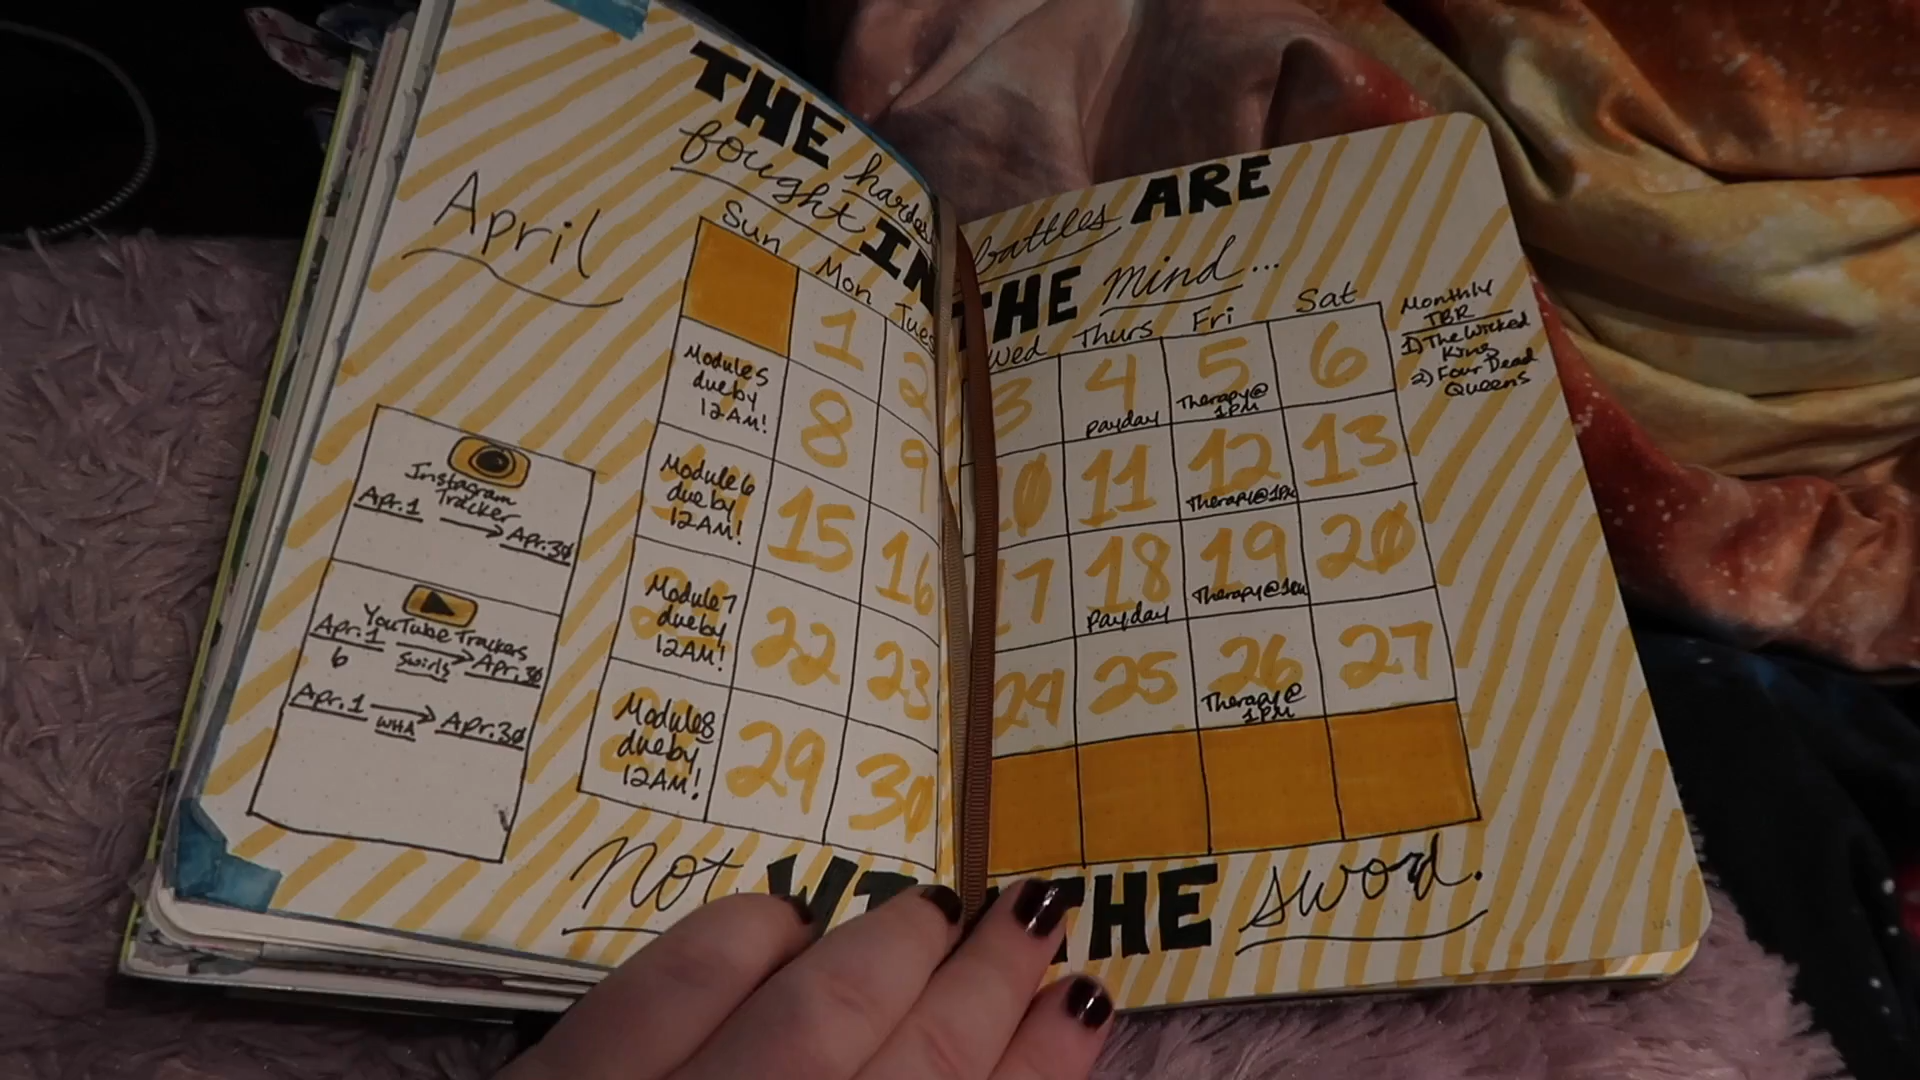 April
THE hardest battles ARE
fought IN THE mind...
Sun Mon Tues Wed Thurs Fri Sat
1 2 3 4 5 6
payday
Therapy@
1PM
Module 5
due by
12AM!
8 9 10 11 12 13
Therapy@1PM
Module 6
due by
12AM!
15 16 17 18 19 20
payday
Therapy@1PM
Module 7
due by
12AM!
22 23 24 25 26 27
Therapy@
1PM
Module 8
due by
12AM!
29 30
Instagram
Tracker
Apr.1
Apr.30
YouTube Trackers
Apr.1
6
Swirls
Apr.30
Apr.1
WHA
Apr.30
Monthly
TBR
1) The Wicked
King
2) Four Dead
Queens
Not THE sword.